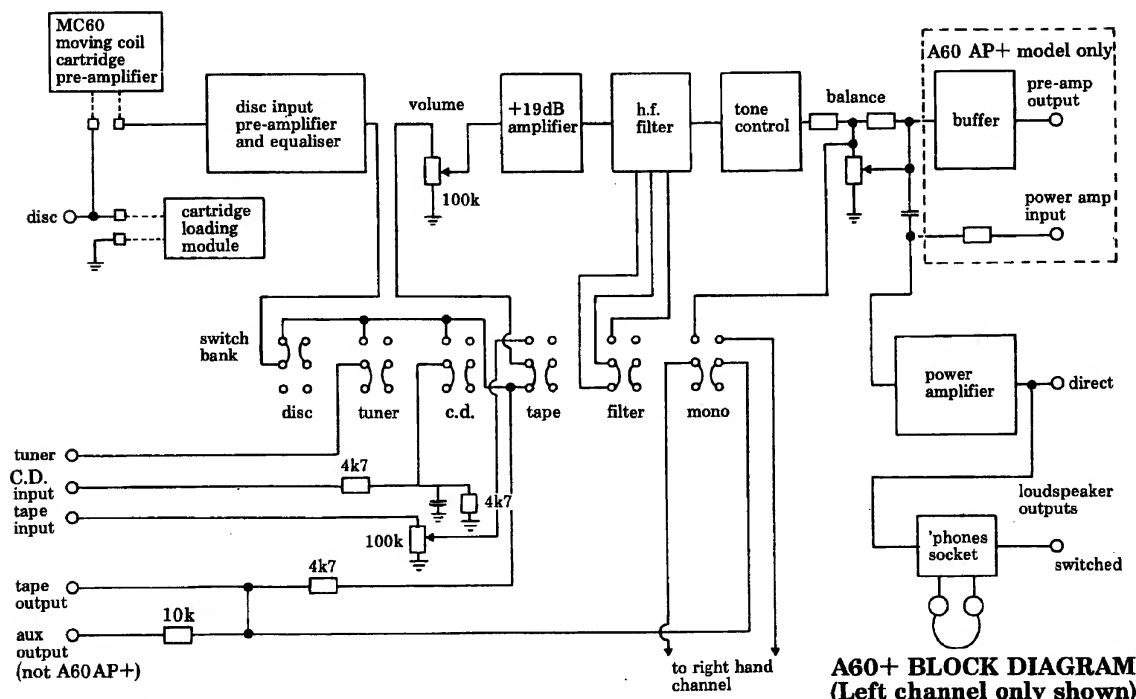 MC60
moving coil
cartridge
pre-amplifier
disc input
pre-amplifier
and equaliser
volume
100k
+19dB
amplifier
h.f.
filter
tone
control
balance
A60 AP+ model only
buffer
pre-amp
output
power amp
input
disc
cartridge
loading
module
switch
bank
disc
tuner
c.d.
tape
filter
mono
power
amplifier
direct
tuner
C.D.
input
tape
input
4k7
4k7
100k
loudspeaker
outputs
'phones
socket
switched
tape
output
4k7
aux
output
(not A60AP+)
10k
to right hand
channel
A60+ BLOCK DIAGRAM
(Left channel only shown)